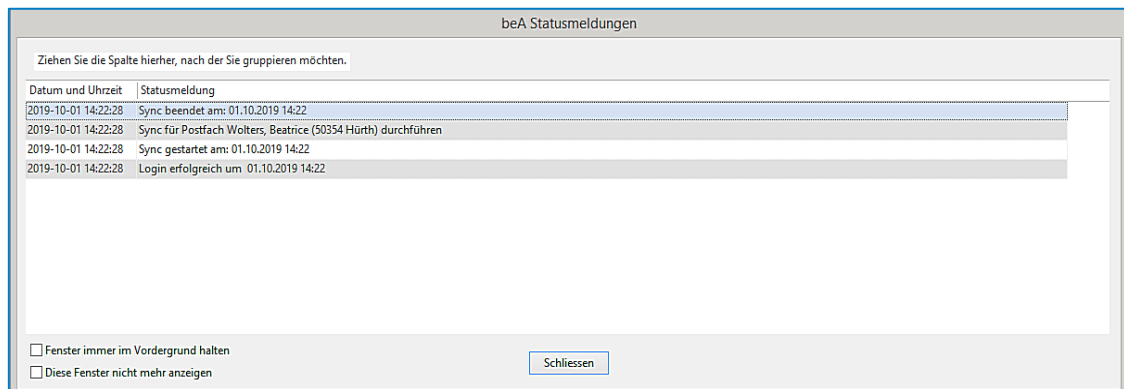 beA Statusmeldungen
Ziehen Sie die Spalte hierher, nach der Sie gruppieren möchten.
Datum und Uhrzeit Statusmeldung
2019-10-01 14:22:28 Sync beendet am: 01.10.2019 14:22
2019-10-01 14:22:28 Sync für Postfach Wolters, Beatrice (50354 Hürth) durchführen
2019-10-01 14:22:28 Sync gestartet am: 01.10.2019 14:22
2019-10-01 14:22:28 Login erfolgreich um 01.10.2019 14:22
Fenster immer im Vordergrund halten
Schliessen
Diese Fenster nicht mehr anzeigen